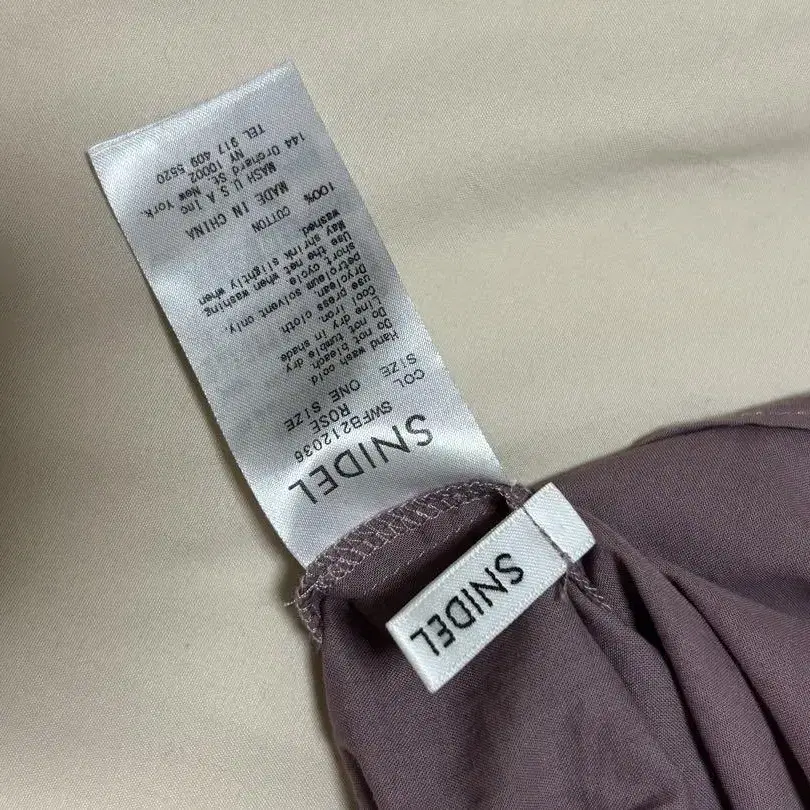 SNIDEL
SWFB212036
COL ROSE
SIZE ONE SIZE
Hand wash cold
Do not bleach
Do not tumble dry
Line dry in shade
Cool iron,
use press cloth.
Dryclean,
petroleum solvent only,
short cycle
Use the net when washing
May shrink slightly when
washed
100% COTTON
MADE IN CHINA
MASH U S A Inc
144 Orchard St. New York.
NY 10002
TEL 917 409 5520
SNIDEL